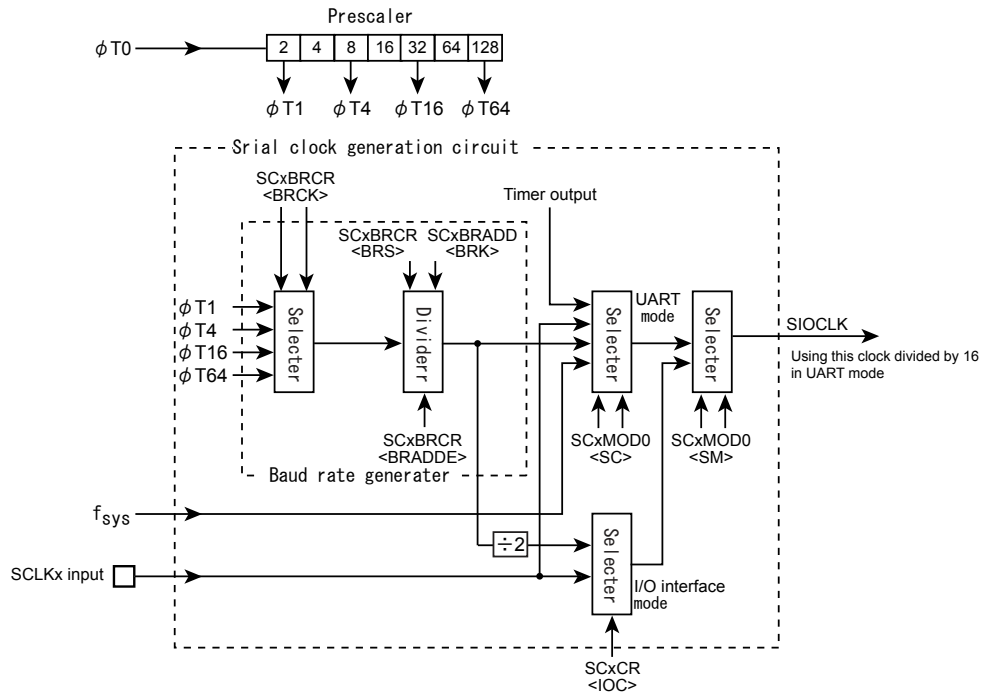 Prescaler
φT0
2 4 8 16 32 64 128
φT1 φT4 φT16 φT64
Srial clock generation circuit
SCxBRCR
<BRCK>
Timer output
SCxBRCR
<BRS>
SCxBRADD
<BRK>
φT1
φT4
φT16
φT64
Selecter
Dividerr
Selecter
UART
mode
Selecter
SIOCLK
Using this clock divided by 16
in UART mode
SCxBRCR
<BRADDE>
SCxMOD0
<SC>
SCxMOD0
<SM>
Baud rate generater
fsys
÷2
Selecter
SCLKx input
I/O interface
mode
SCxCR
<IOC>